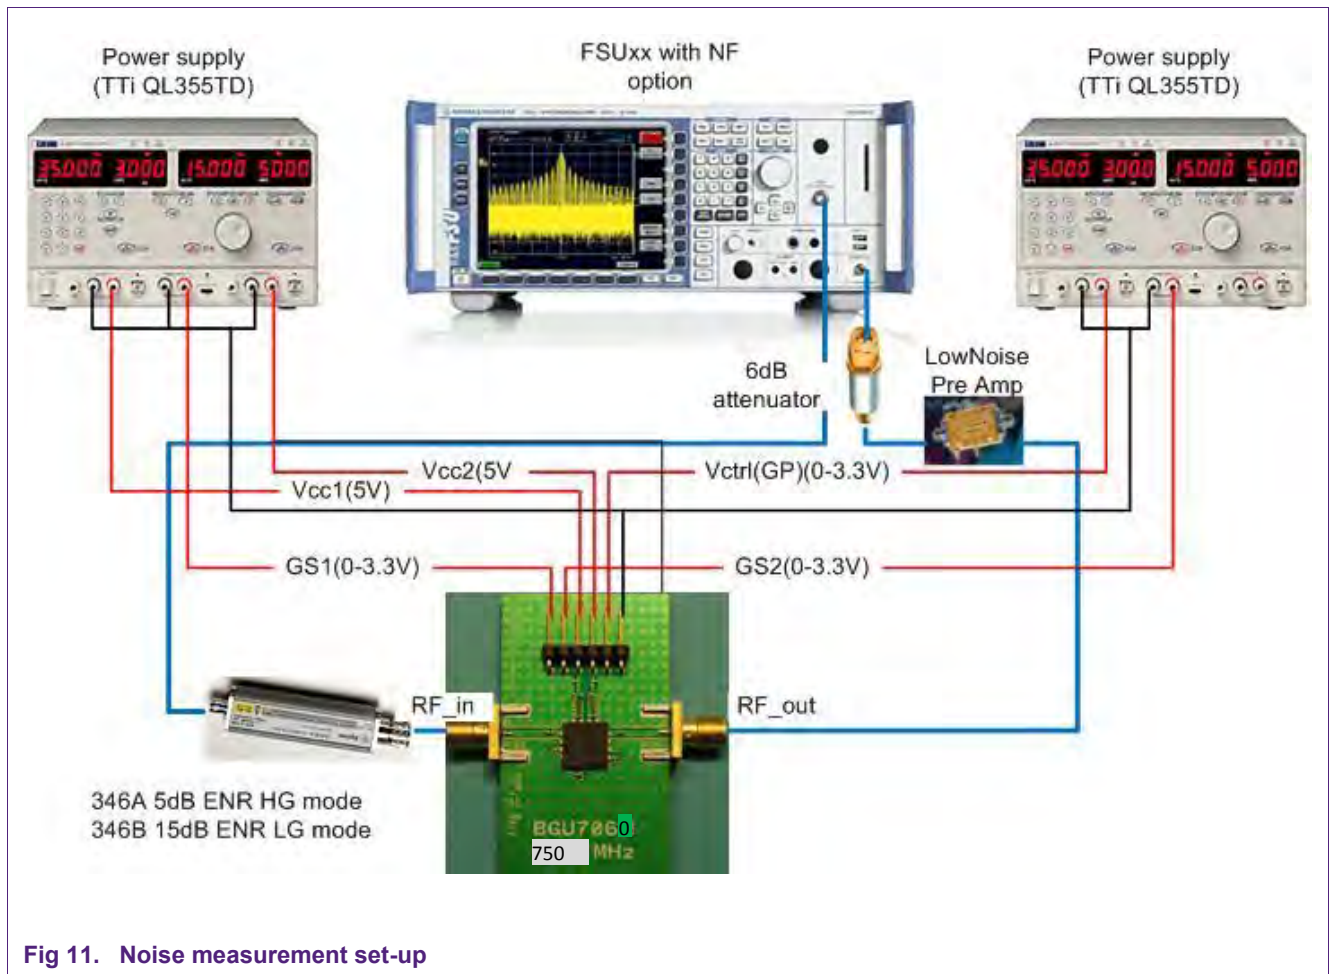 Power supply
(TTi QL355TD)
FSUxx with NF
option
Power supply
(TTi QL355TD)
35.000 3.000 15.000 5.000
35.000 3.000 15.000 5.000
FSU
6dB
attenuator
LowNoise
Pre Amp
Vcc2(5V
Vctrl(GP)(0-3.3V)
Vcc1(5V)
GS1(0-3.3V)
GS2(0-3.3V)
RF_in
RF_out
346A 5dB ENR HG mode
346B 15dB ENR LG mode
BGU7060
750 MHz
Fig 11. Noise measurement set-up